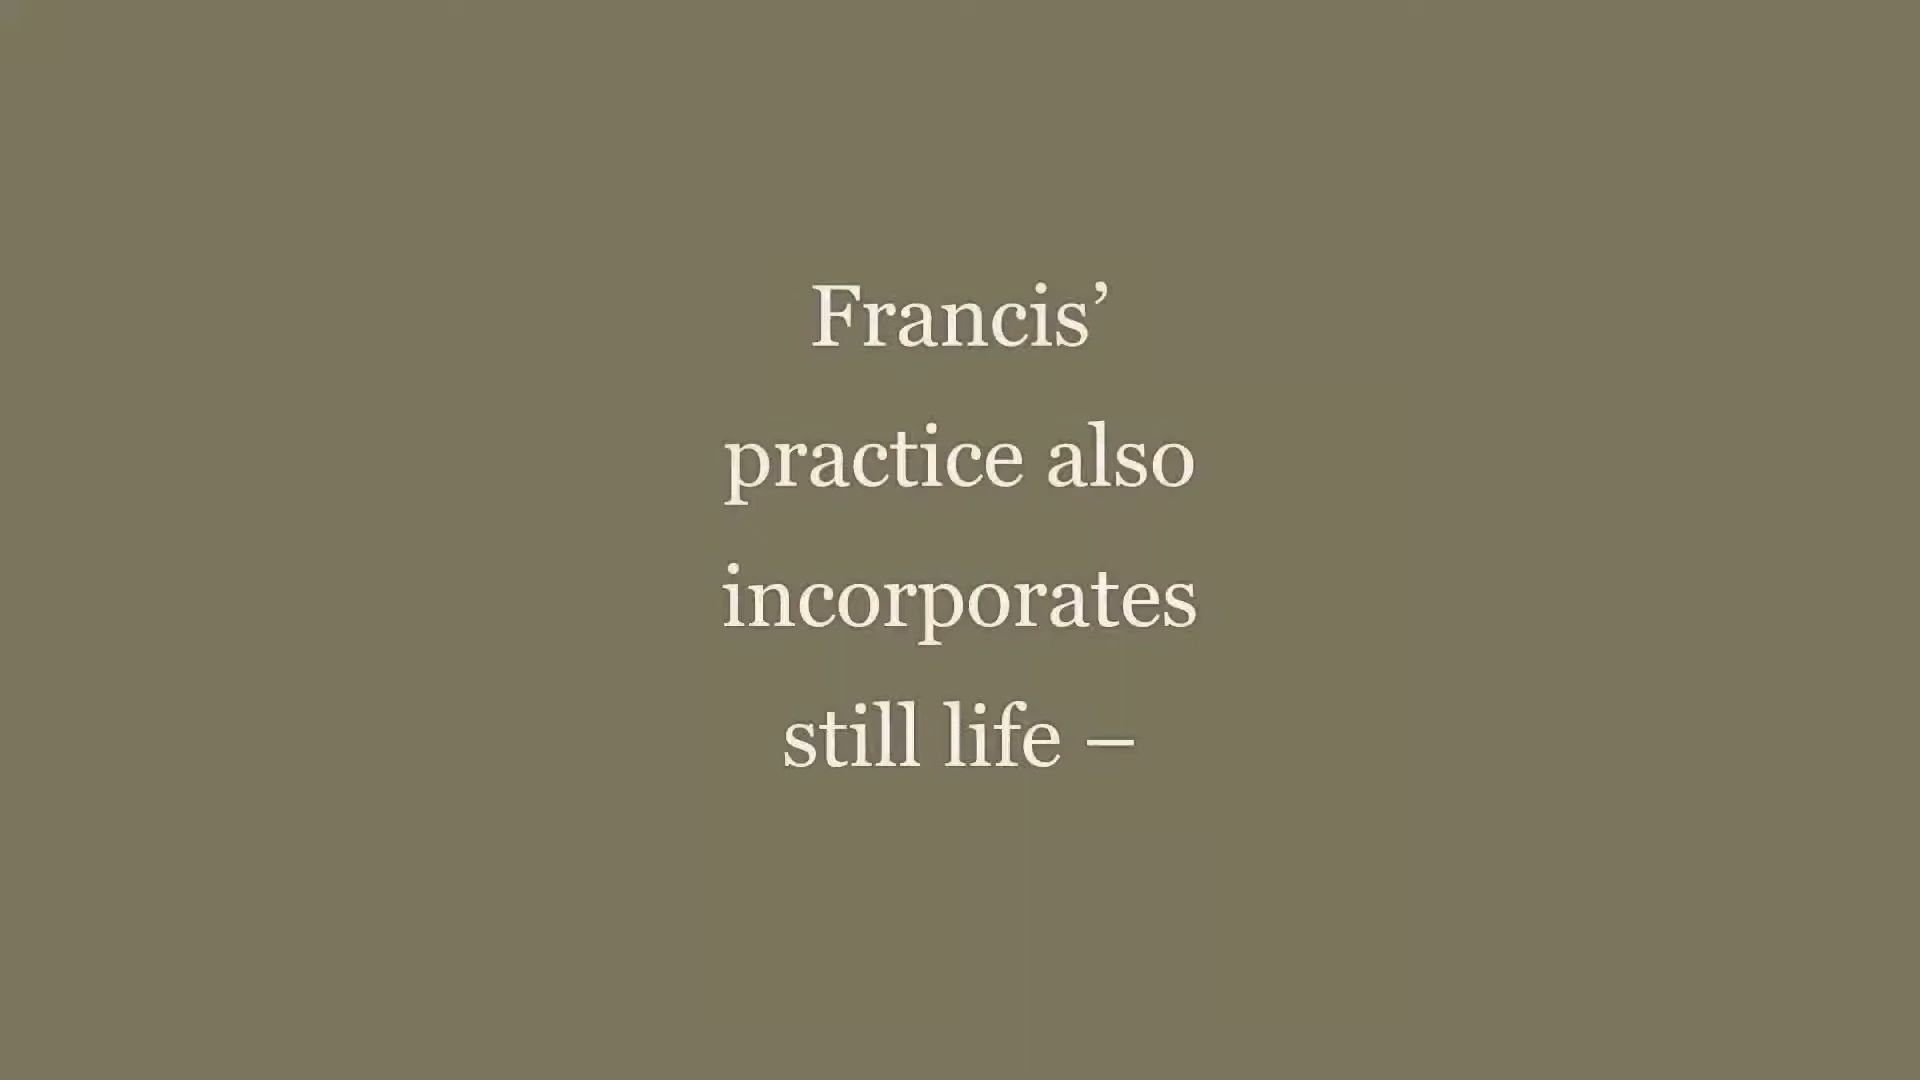 Francis’
practice also
incorporates
still life –